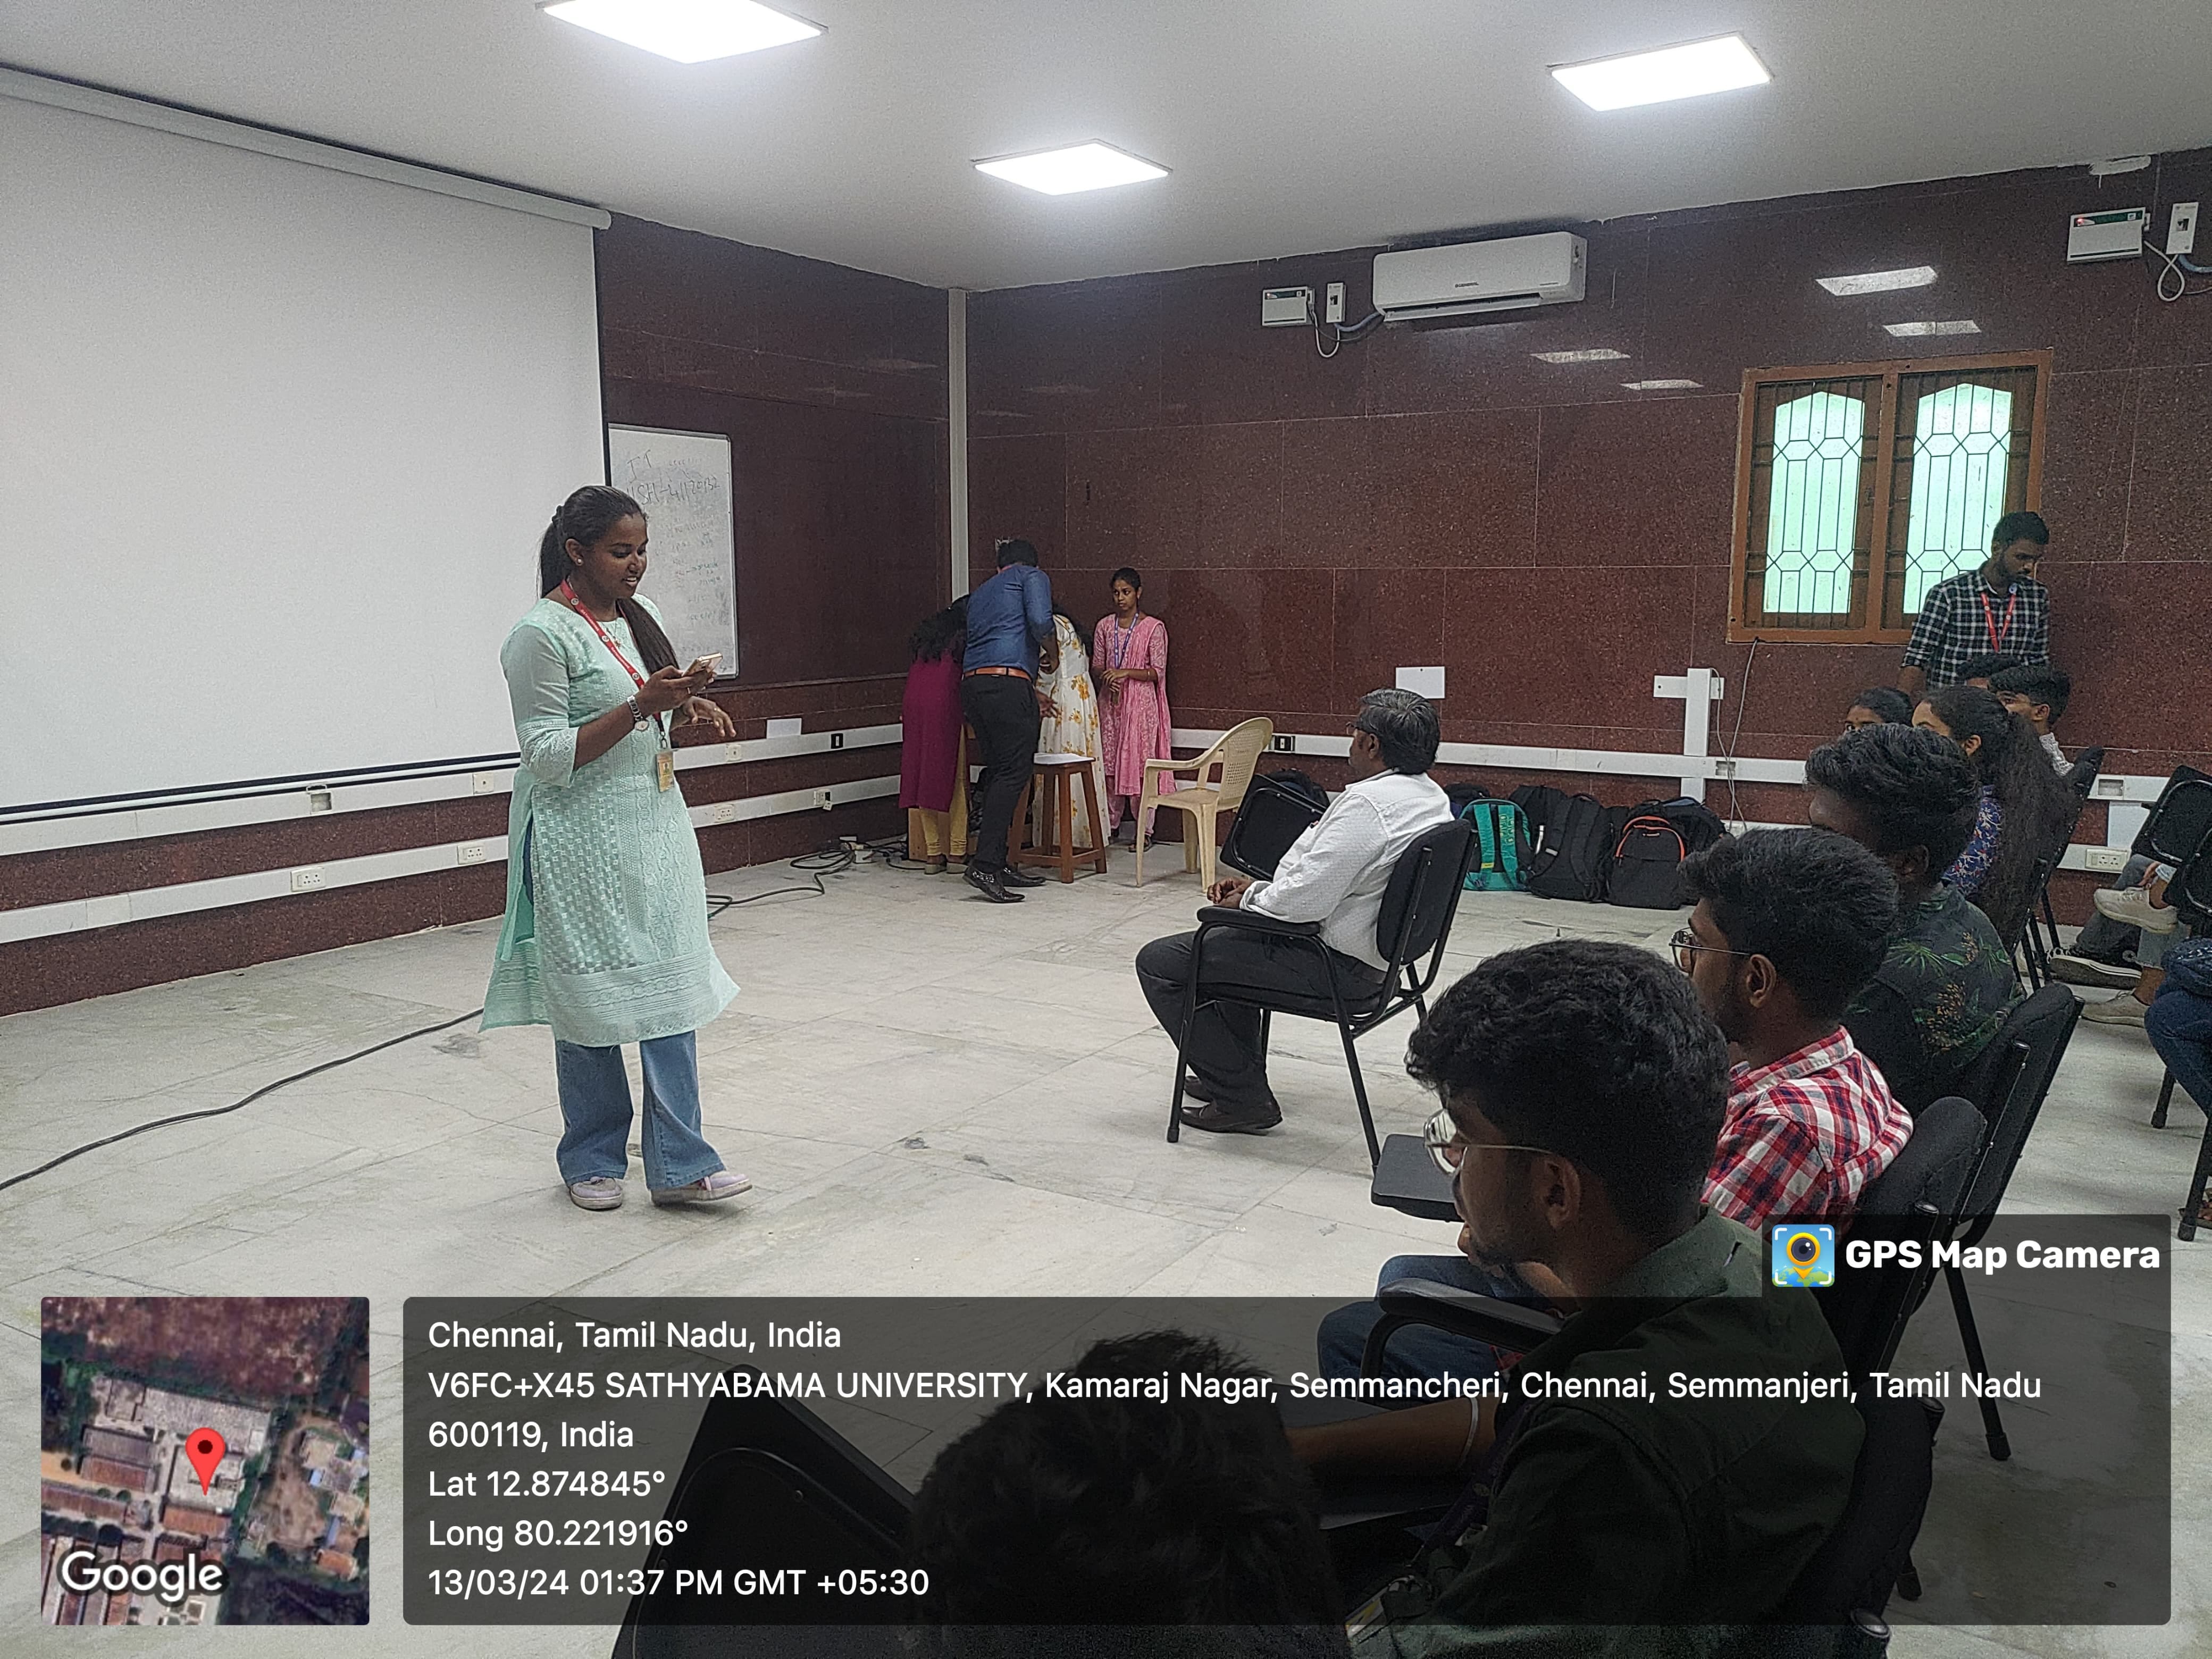 GPS Map Camera
Chennai, Tamil Nadu, India
V6FC+X45 SATHYABAMA UNIVERSITY, Kamaraj Nagar, Semmancheri, Chennai, Semmanjeri, Tamil Nadu
600119, India
Lat 12.874845°
Long 80.221916°
13/03/24 01:37 PM GMT +05:30
Google